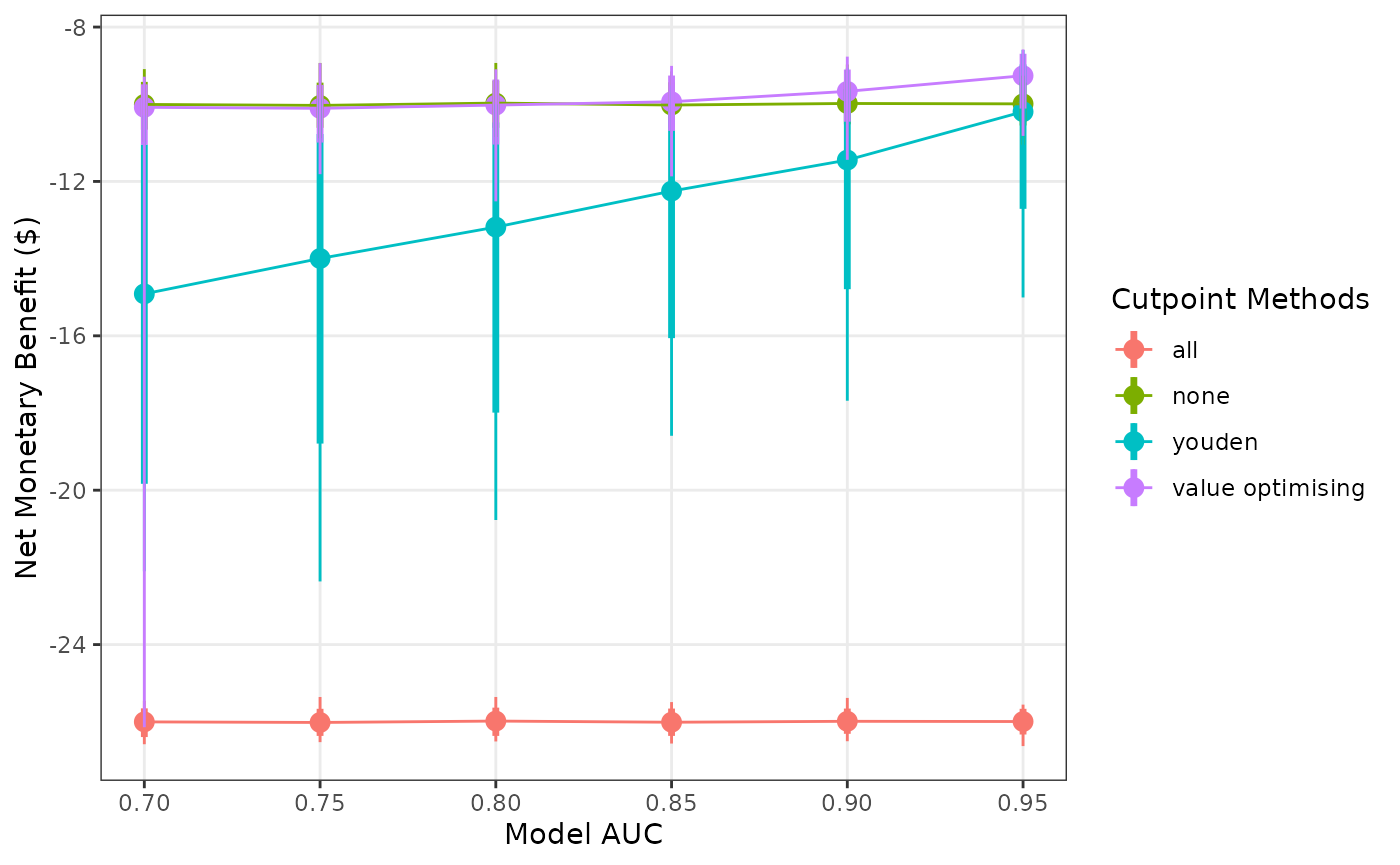 -8
-12
-16
-20
-24
Net Monetary Benefit ($)
0.70 0.75 0.80 0.85 0.90 0.95
Model AUC
Cutpoint Methods
all
none
youden
value optimising